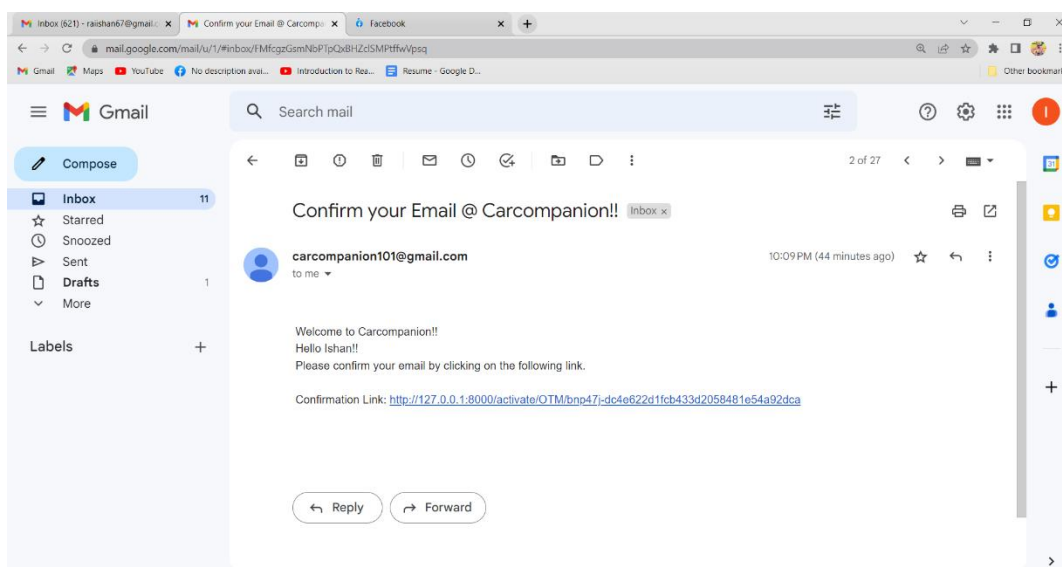 Inbox (621) - raiishan67@gmail.c
Confirm your Email @ Carcompa
Facebook
mail.google.com/mail/u/1/#inbox/FMfcgzGsmNbPTpQxBHZclSMPtffwVpsq
Gmail Maps YouTube No description avai... Introduction to Rea... Resume - Google D... Other bookmark
Gmail
Search mail
I
Compose
2 of 27
31
Inbox 11
Starred
Snoozed
Sent
Drafts 1
More
Labels
Confirm your Email @ Carcompanion!! Inbox x
carcompanion101@gmail.com 10:09 PM (44 minutes ago)
to me
Welcome to Carcompanion!!
Hello Ishan!!
Please confirm your email by clicking on the following link.
Confirmation Link: http://127.0.0.1:8000/activate/OTM/bnp47j-dc4e622d1fcb433d2058481e54a92dca
Reply Forward